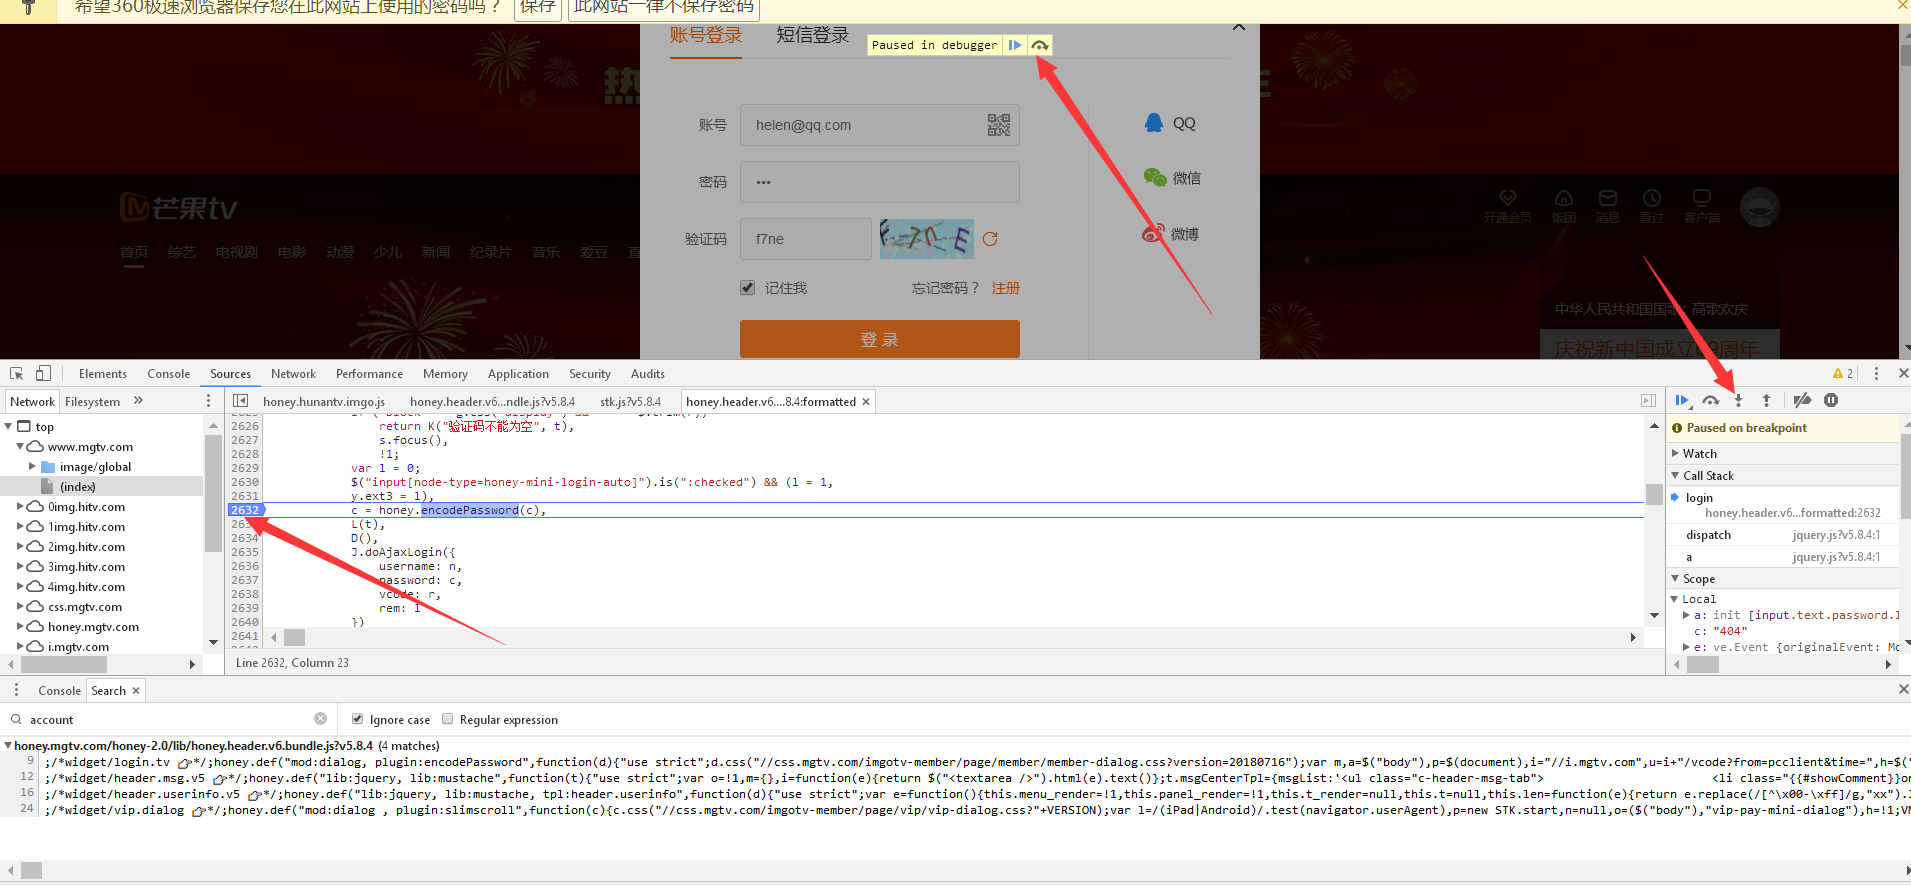 希望360极速浏览器保存您在此网站上使用的密码吗？ 保存 此网站一律不保存密码
账号登录 短信登录
Paused in debugger
账号 helen@qq.com
密码 •••
验证码 f7ne F7nE
记住我 忘记密码？ 注册
登 录
QQ
微信
微博
芒果tv
首页 综艺 电视剧 电影 动漫 少儿 新闻 纪录片 音乐 爱豆 直
开通会员 饭团 消息 看过 客户端
中华人民共和国国歌：高歌欢庆
庆祝新中国成立69周年
Elements Console Sources Network Performance Memory Application Security Audits 2
Network Filesystem »
honey.hunantv.imgo.js honey.header.v6...ndle.js?v5.8.4 stk.js?v5.8.4 honey.header.v6....8.4:formatted
top
www.mgtv.com
image/global
(index)
0img.hitv.com
1img.hitv.com
2img.hitv.com
3img.hitv.com
4img.hitv.com
css.mgtv.com
honey.mgtv.com
i.mgtv.com
2626 return K("验证码不能为空", t),
2627 s.focus(),
2628 !1;
2629 var l = 0;
2630 $("input[node-type=honey-mini-login-auto]").is(":checked") && (l = 1,
2631 y.ext3 = l),
2632 c = honey.encodePassword(c),
L(t),
2634 D(),
2635 J.doAjaxLogin({
2636 username: n,
2637 password: c,
2638 vcode: r,
2639 rem: l
2640 })
2641
Line 2632, Column 23
Paused on breakpoint
Watch
Call Stack
login
honey.header.v6...formatted:2632
dispatch jquery.js?v5.8.4:1
a jquery.js?v5.8.4:1
Scope
Local
a: init [input.text.password.l
c: "404"
e: ve.Event {originalEvent: Mo
Console Search
account Ignore case Regular expression
honey.mgtv.com/honey-2.0/lib/honey.header.v6.bundle.js?v5.8.4 (4 matches)
9 ;/*widget/login.tv */;honey.def("mod:dialog, plugin:encodePassword",function(d){"use strict";d.css("//css.mgtv.com/imgotv-member/page/member/member-dialog.css?version=20180716");var m,a=$("body"),p=$(document),i="//i.mgtv.com",u=i+"/vcode?from=pcclient&time=",h=$("
12 ;/*widget/header.msg.v5 */;honey.def("lib:jquery, lib:mustache",function(t){"use strict";var o=!1,m={},i=function(e){return $("<textarea />").html(e).text()};t.msgCenterTpl={msgList:'<ul class="c-header-msg-tab"> <li class="{{#showComment}}on
16 ;/*widget/header.userinfo.v5 */;honey.def("lib:jquery, lib:mustache, tpl:header.userinfo",function(d){"use strict";var e=function(){this.menu_render=!1,this.panel_render=!1,this.t_render=null,this.t=null,this.len=function(e){return e.replace(/[^\x00-\xff]/g,"xx").l
24 ;/*widget/vip.dialog */;honey.def("mod:dialog , plugin:slimscroll",function(c){c.css("//css.mgtv.com/imgotv-member/page/vip/vip-dialog.css?"+VERSION);var l=/(iPad|Android)/.test(navigator.userAgent),p=new STK.start,n=null,o=($("body"),"vip-pay-mini-dialog"),h=!1;VM